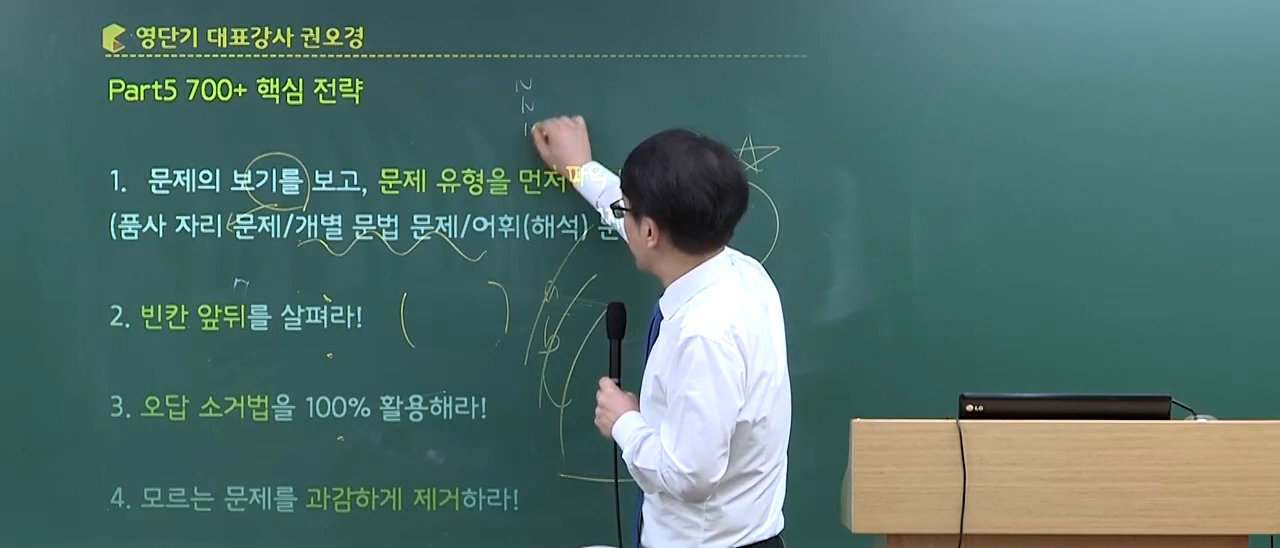 영단기 대표강사 권오경
Part5 700+ 핵심 전략
1. 문제의 보기를 보고, 문제 유형을 먼저
(품사 자리 문제/개별 문법 문제/어휘(해석)
2. 빈칸 앞뒤를 살펴라!
3. 오답 소거법을 100% 활용해라!
4. 모르는 문제를 과감하게 제거하라!
LG